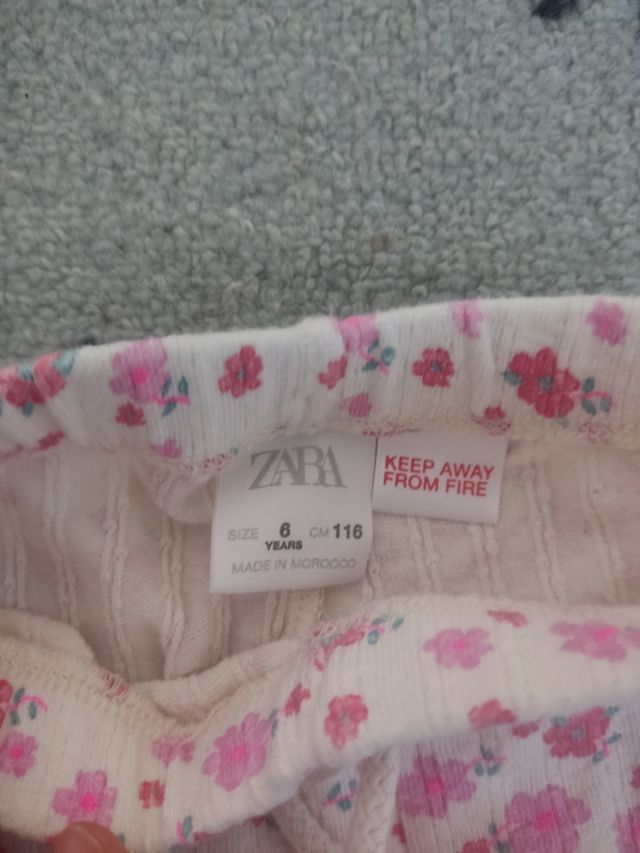 ZARA
SIZE 6 YEARS CM 116
MADE IN MOROCCO
KEEP AWAY
FROM FIRE